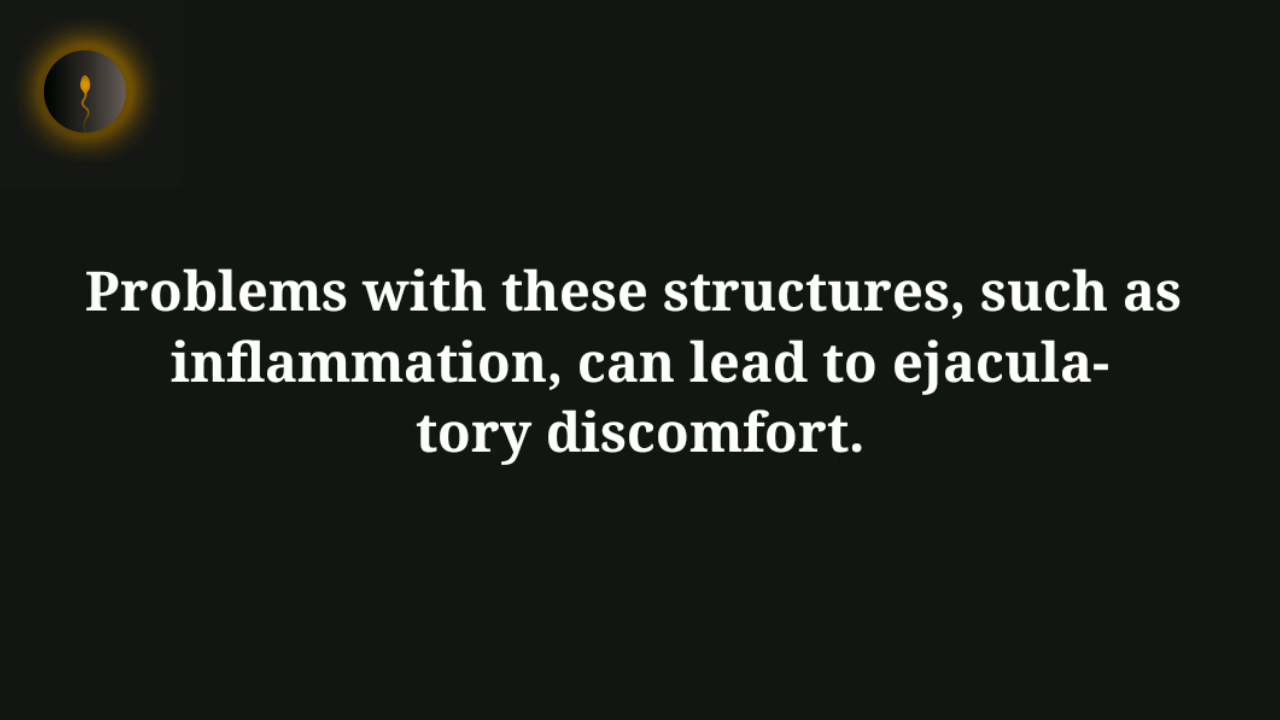 Problems with these structures, such as
inflammation, can lead to ejacula-
tory discomfort.